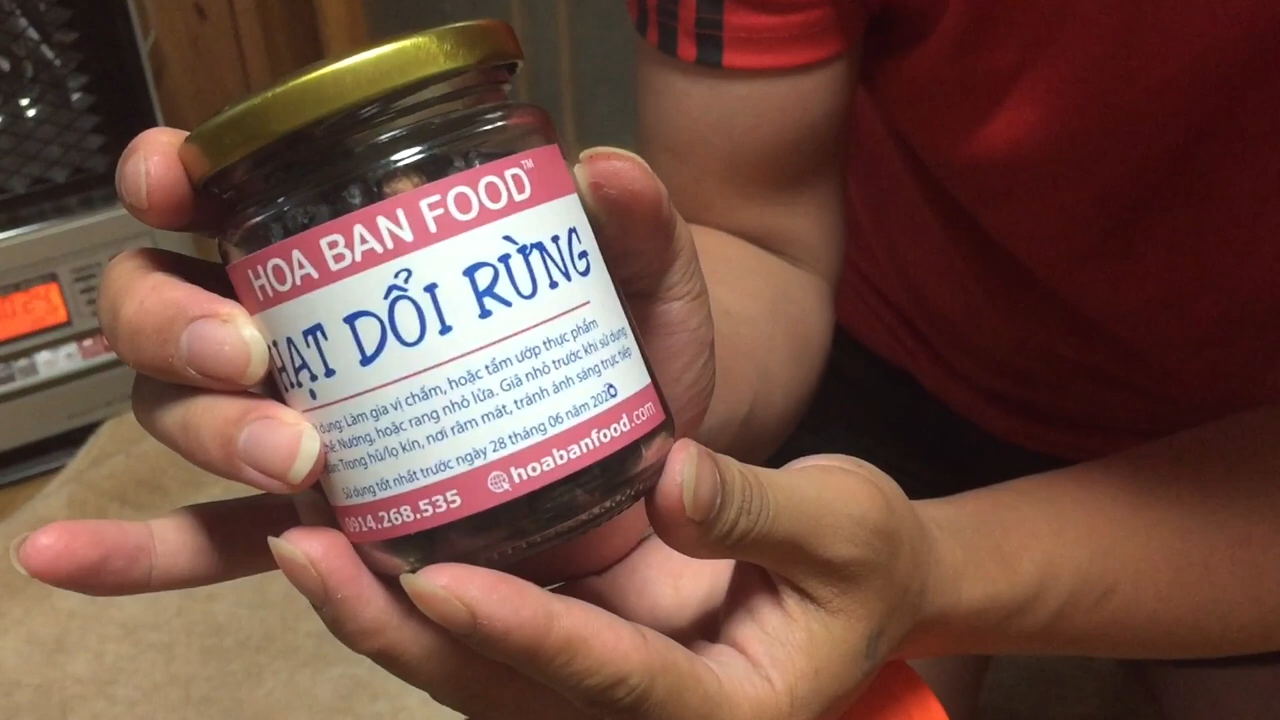 HOA BAN FOOD™
HẠT DỔI RỪNG
dụng: Làm gia vị chấm, hoặc tẩm ướp thực phẩm
Nướng, hoặc rang nhỏ lửa. Giã nhỏ trước khi sử dụng
Trong hũ/lọ kín, nơi râm mát, tránh ánh sáng trực tiếp
Sử dụng tốt nhất trước ngày 28 tháng 06 năm 2020
0914.268.535 hoabanfood.com